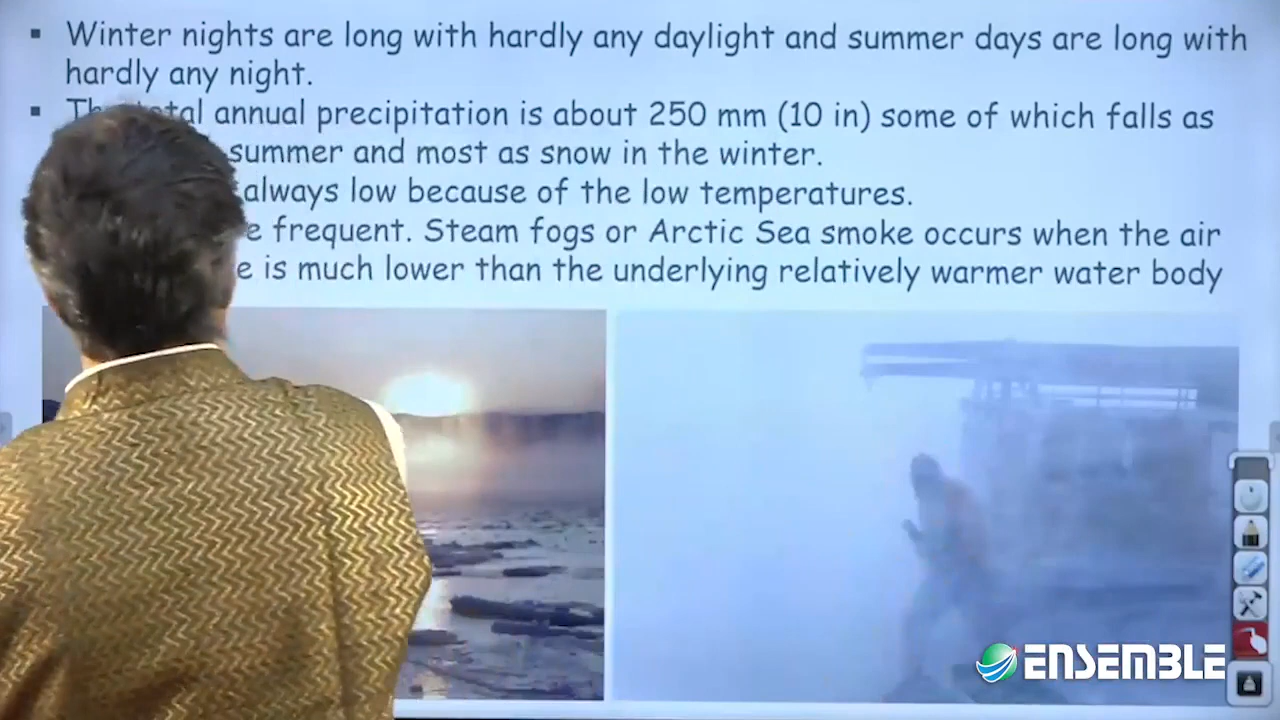 ▪ Winter nights are long with hardly any daylight and summer days are long with
hardly any night.
▪ annual precipitation is about 250 mm (10 in) some of which falls as
summer and most as snow in the winter.
always low because of the low temperatures.
frequent. Steam fogs or Arctic Sea smoke occurs when the air
is much lower than the underlying relatively warmer water body
ENSEMBLE